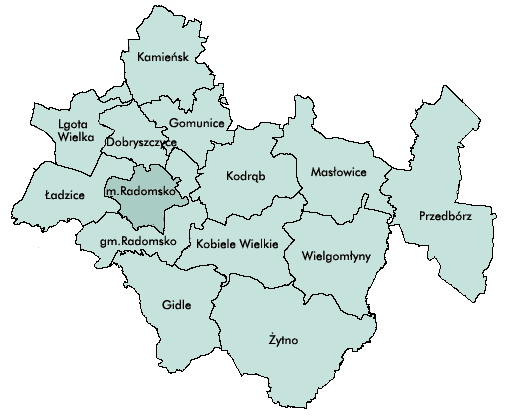 Kamieńsk
Lgota
Wielka
Gomunice
Dobryszczyce
Kodrąb
Masłowice
Ładzice
m.Radomsko
Przedbórz
gm.Radomsko
Kobiele Wielkie
Wielgomłyny
Gidle
Żytno